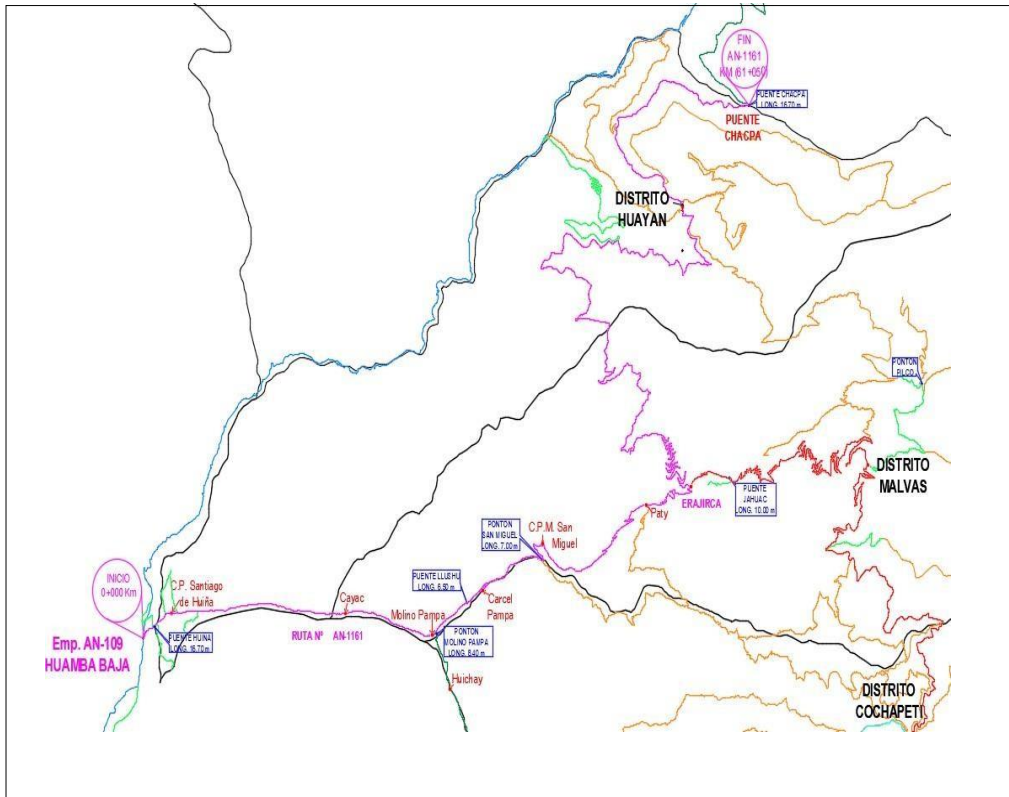 FIN
AN-1161
KM (61+050)
PUENTE CHACPA
LONG. 16.70 m
PUENTE
CHACPA
DISTRITO
HUAYAN
PONTON
PILCO
DISTRITO
MALVAS
ERAJIRCA
PUENTE
JAHUAC
LONG. 10.00 m
Paty
C.P.M. San
Miguel
PONTON
SAN MIGUEL
LONG. 7.00 m
PUENTE LLUSHU
LONG. 6.50 m
Carcel
Pampa
INICIO
0+000 Km
C.P. Santiago
de Huiña
Cayac
Molino Pampa
Emp. AN-109
HUAMBA BAJA
PUENTE HUINA
LONG. 16.70 m
RUTA Nº AN-1161
PONTON
MOLINO PAMPA
LONG. 8.40 m
Huichay
DISTRITO
COCHAPETI